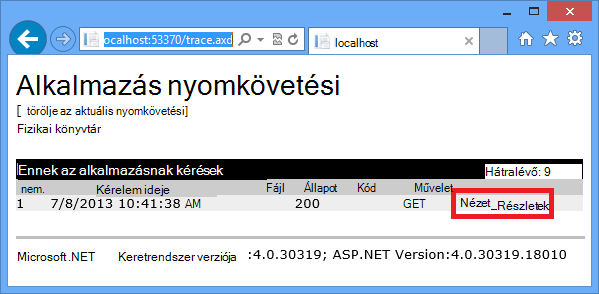 ocalhost:53370/trace.axd
localhost
Alkalmazás nyomkövetési
[ törölje az aktuális nyomkövetési]
Fizikai könyvtár
Ennek az alkalmazásnak kérések Hátralévő: 9
nem. Kérelem ideje Fájl Állapot Kód Művelet
1 7/8/2013 10:41:38 AM 200 GET Nézet_Részletek
Microsoft.NET Keretrendszer verziója :4.0.30319; ASP.NET Version:4.0.30319.18010